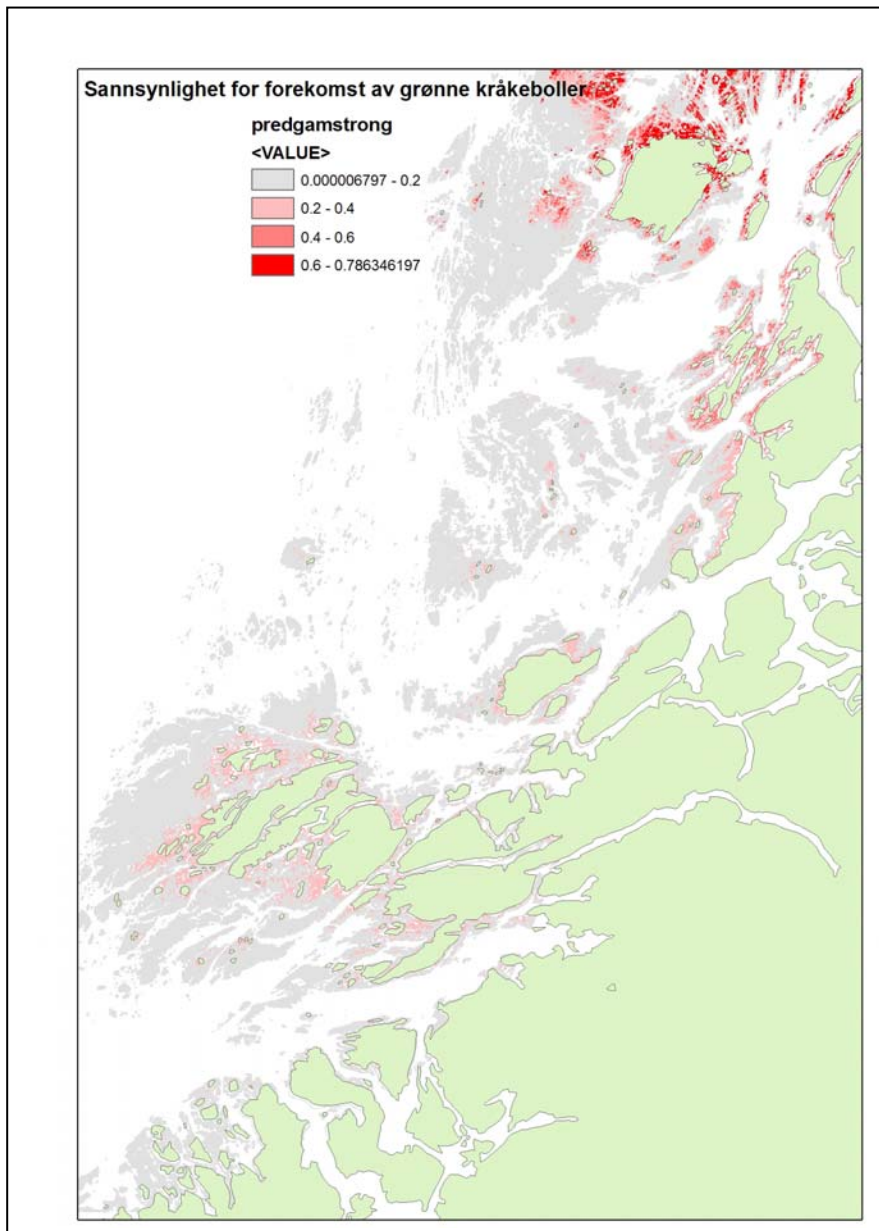 Sannsynlighet for forekomst av grønne kråkeboller
predgamstrong
<VALUE>
0.000006797 - 0.2
0.2 - 0.4
0.4 - 0.6
0.6 - 0.786346197